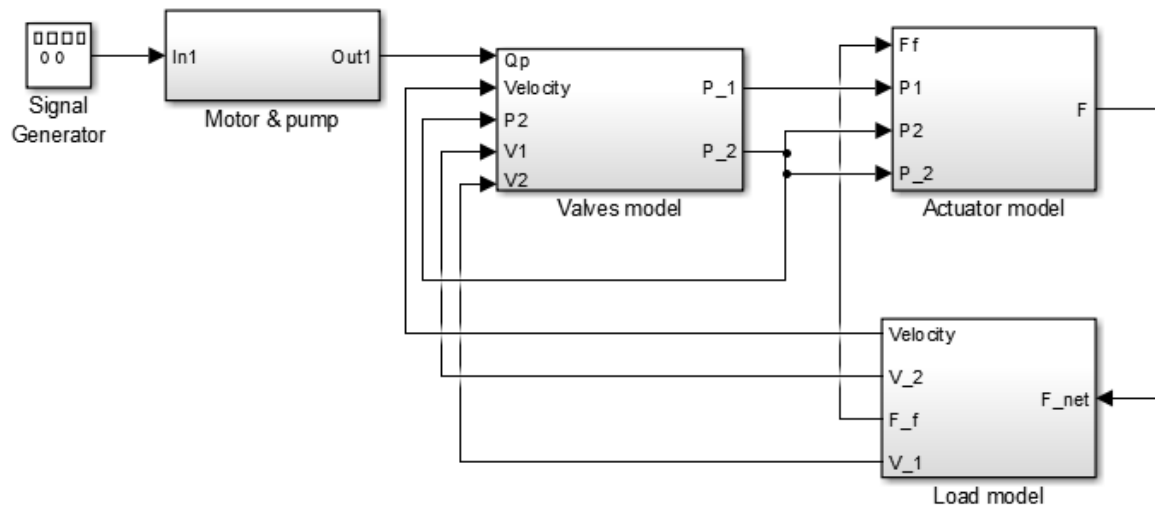 Signal
Generator
In1
Out1
Motor & pump
Qp
Velocity
P2
V1
V2
P_1
P_2
Valves model
Ff
P1
P2
P_2
F
Actuator model
Velocity
V_2
F_f
V_1
F_net
Load model